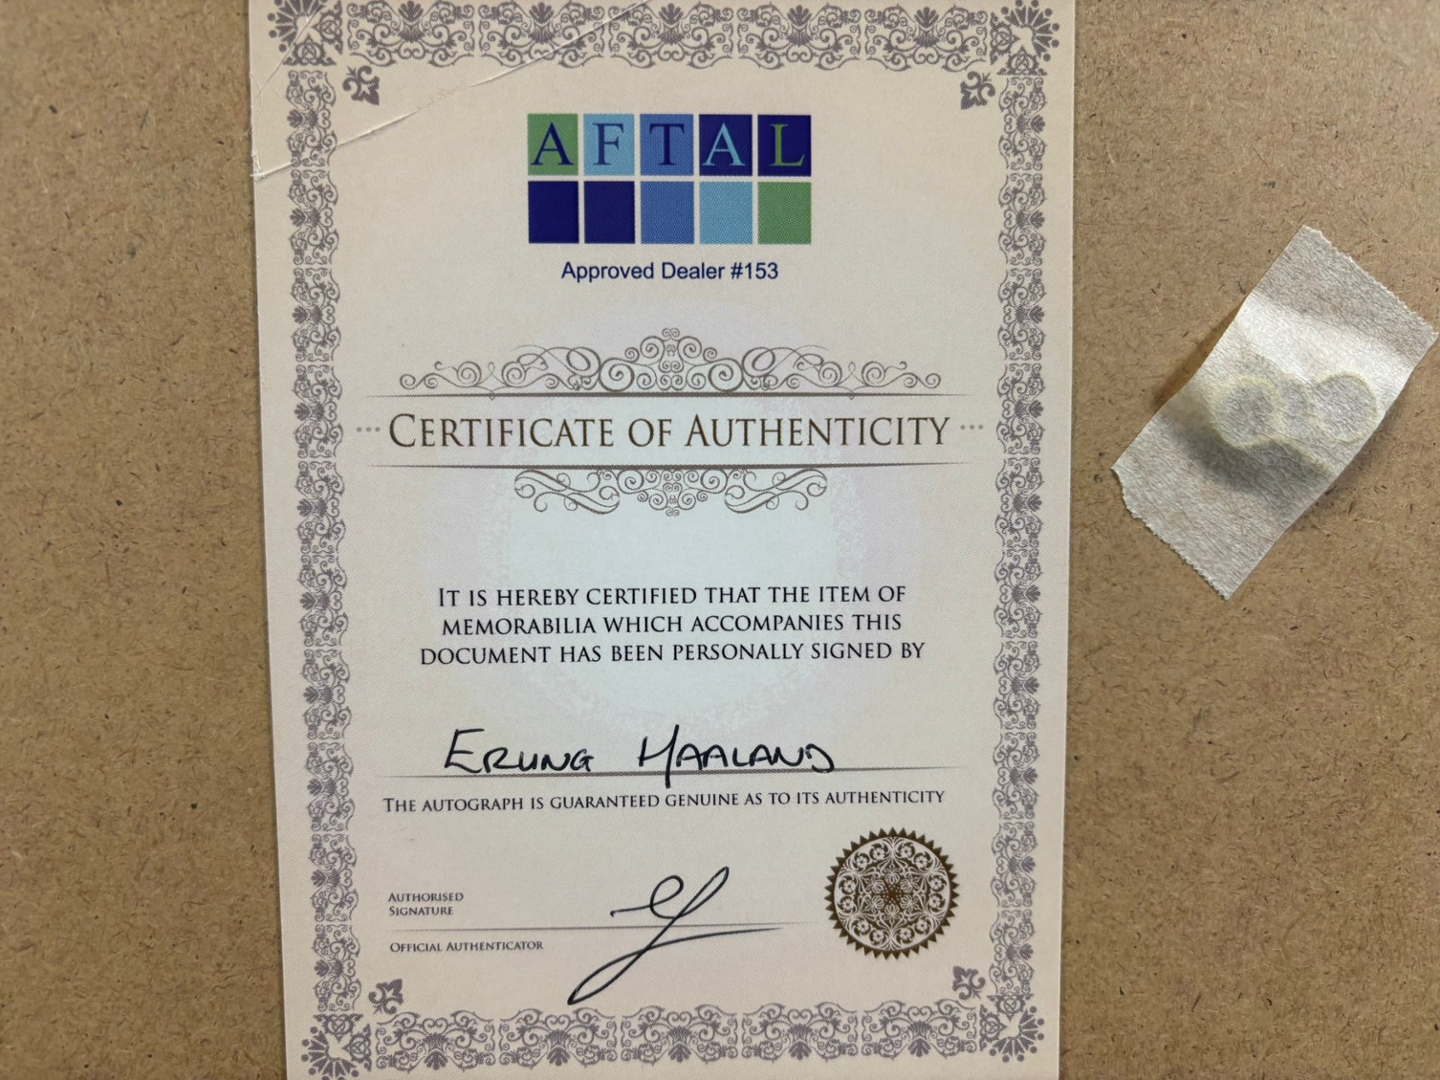 AFTAL
Approved Dealer #153
CERTIFICATE OF AUTHENTICITY
IT IS HEREBY CERTIFIED THAT THE ITEM OF
MEMORABILIA WHICH ACCOMPANIES THIS
DOCUMENT HAS BEEN PERSONALLY SIGNED BY
ERLING HAALAND
THE AUTOGRAPH IS GUARANTEED GENUINE AS TO ITS AUTHENTICITY
AUTHORISED
SIGNATURE
OFFICIAL AUTHENTICATOR